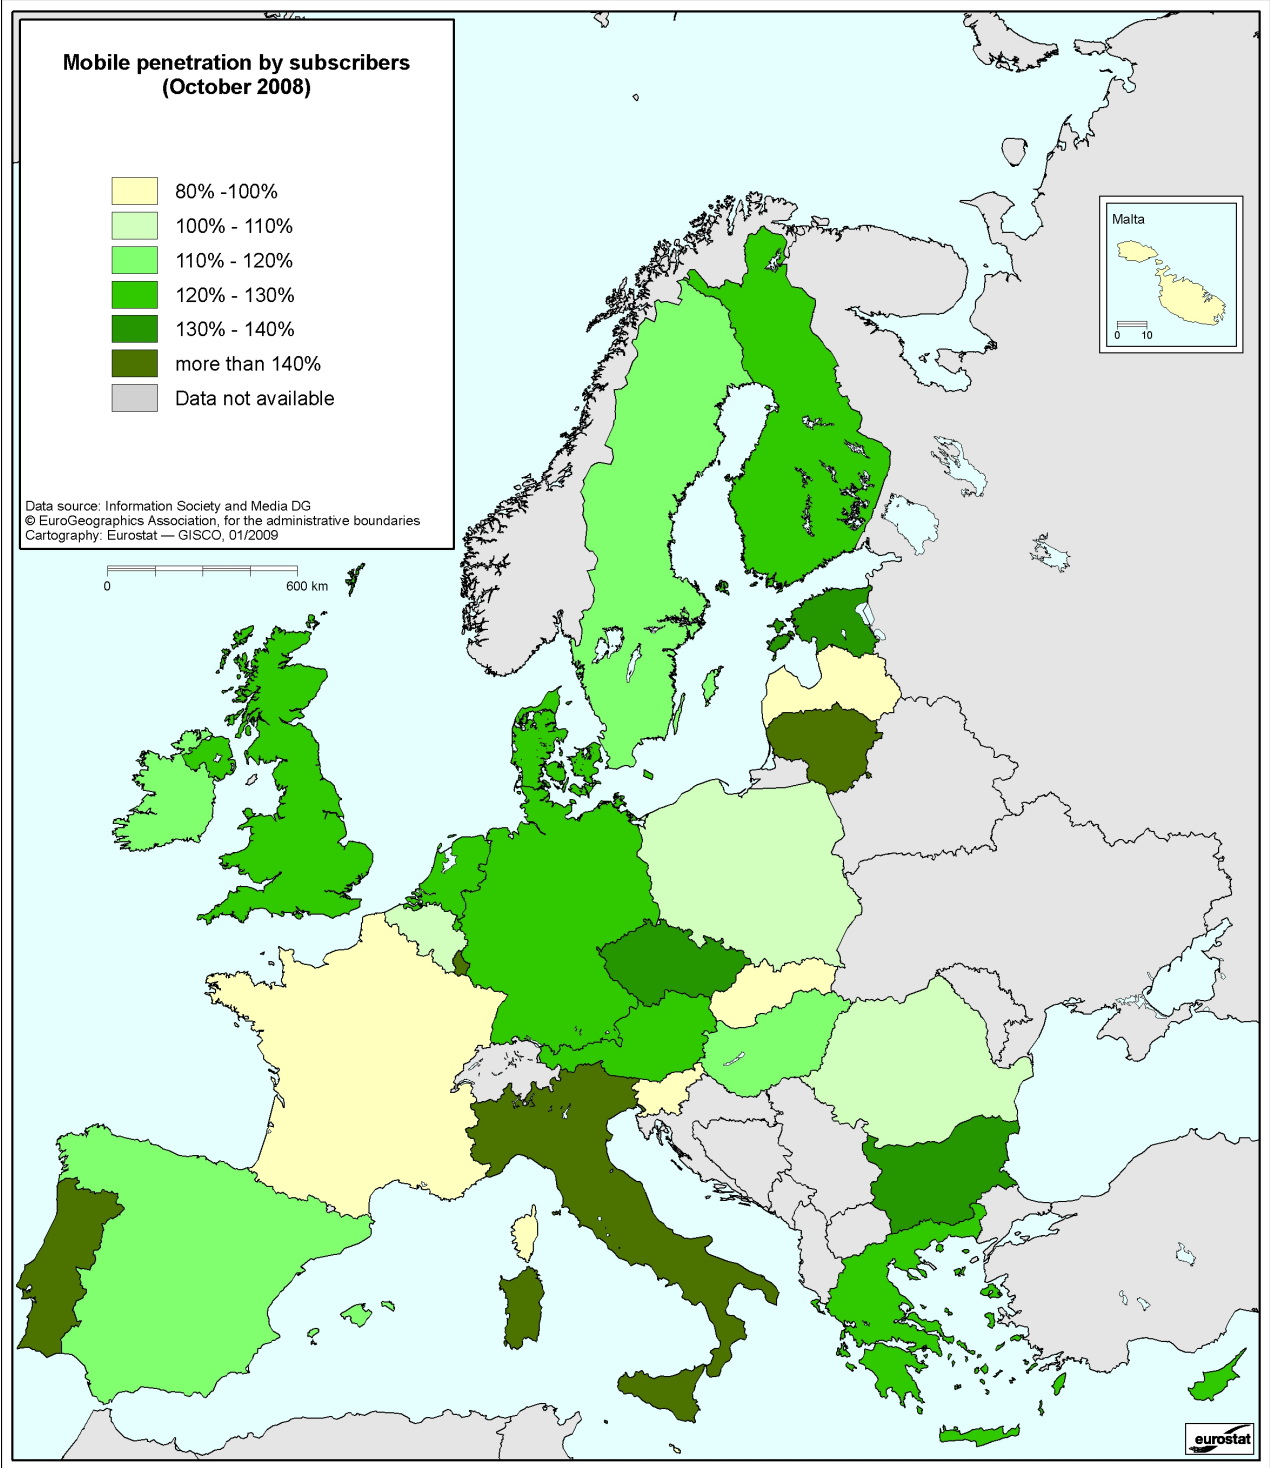 Mobile penetration by subscribers
(October 2008)
80% -100%
100% - 110%
110% - 120%
120% - 130%
130% - 140%
more than 140%
Data not available
Data source: Information Society and Media DG
© EuroGeographics Association, for the administrative boundaries
Cartography: Eurostat — GISCO, 01/2009
0 600 km
Malta
0 10
eurostat